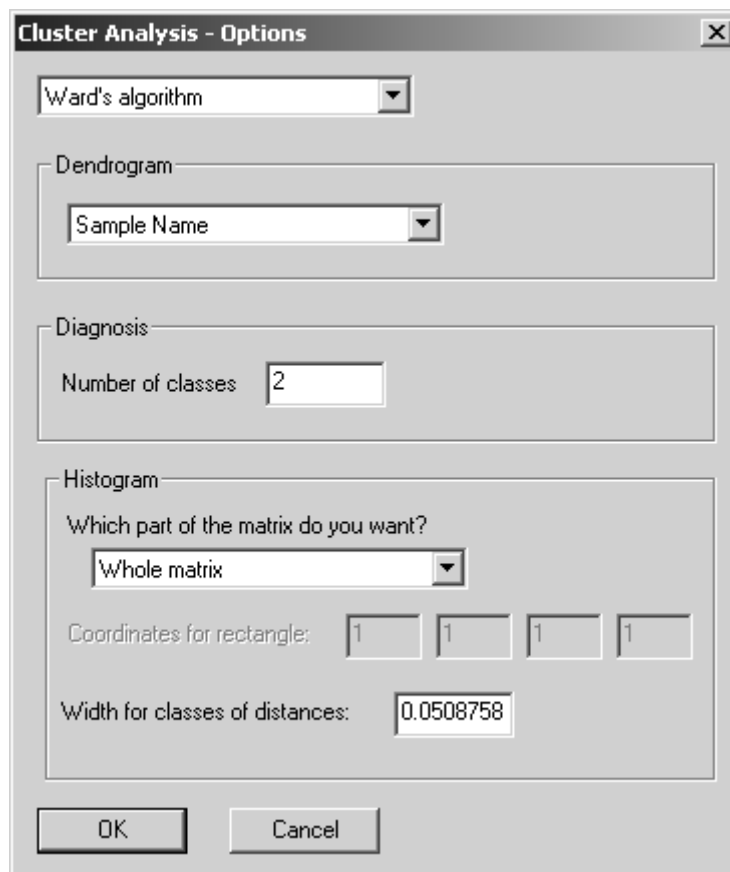 Cluster Analysis - Options
Ward's algorithm
Dendrogram
Sample Name
Diagnosis
Number of classes 2
Histogram
Which part of the matrix do you want?
Whole matrix
Coordinates for rectangle: 1 1 1 1
Width for classes of distances: 0.0508758
OK Cancel